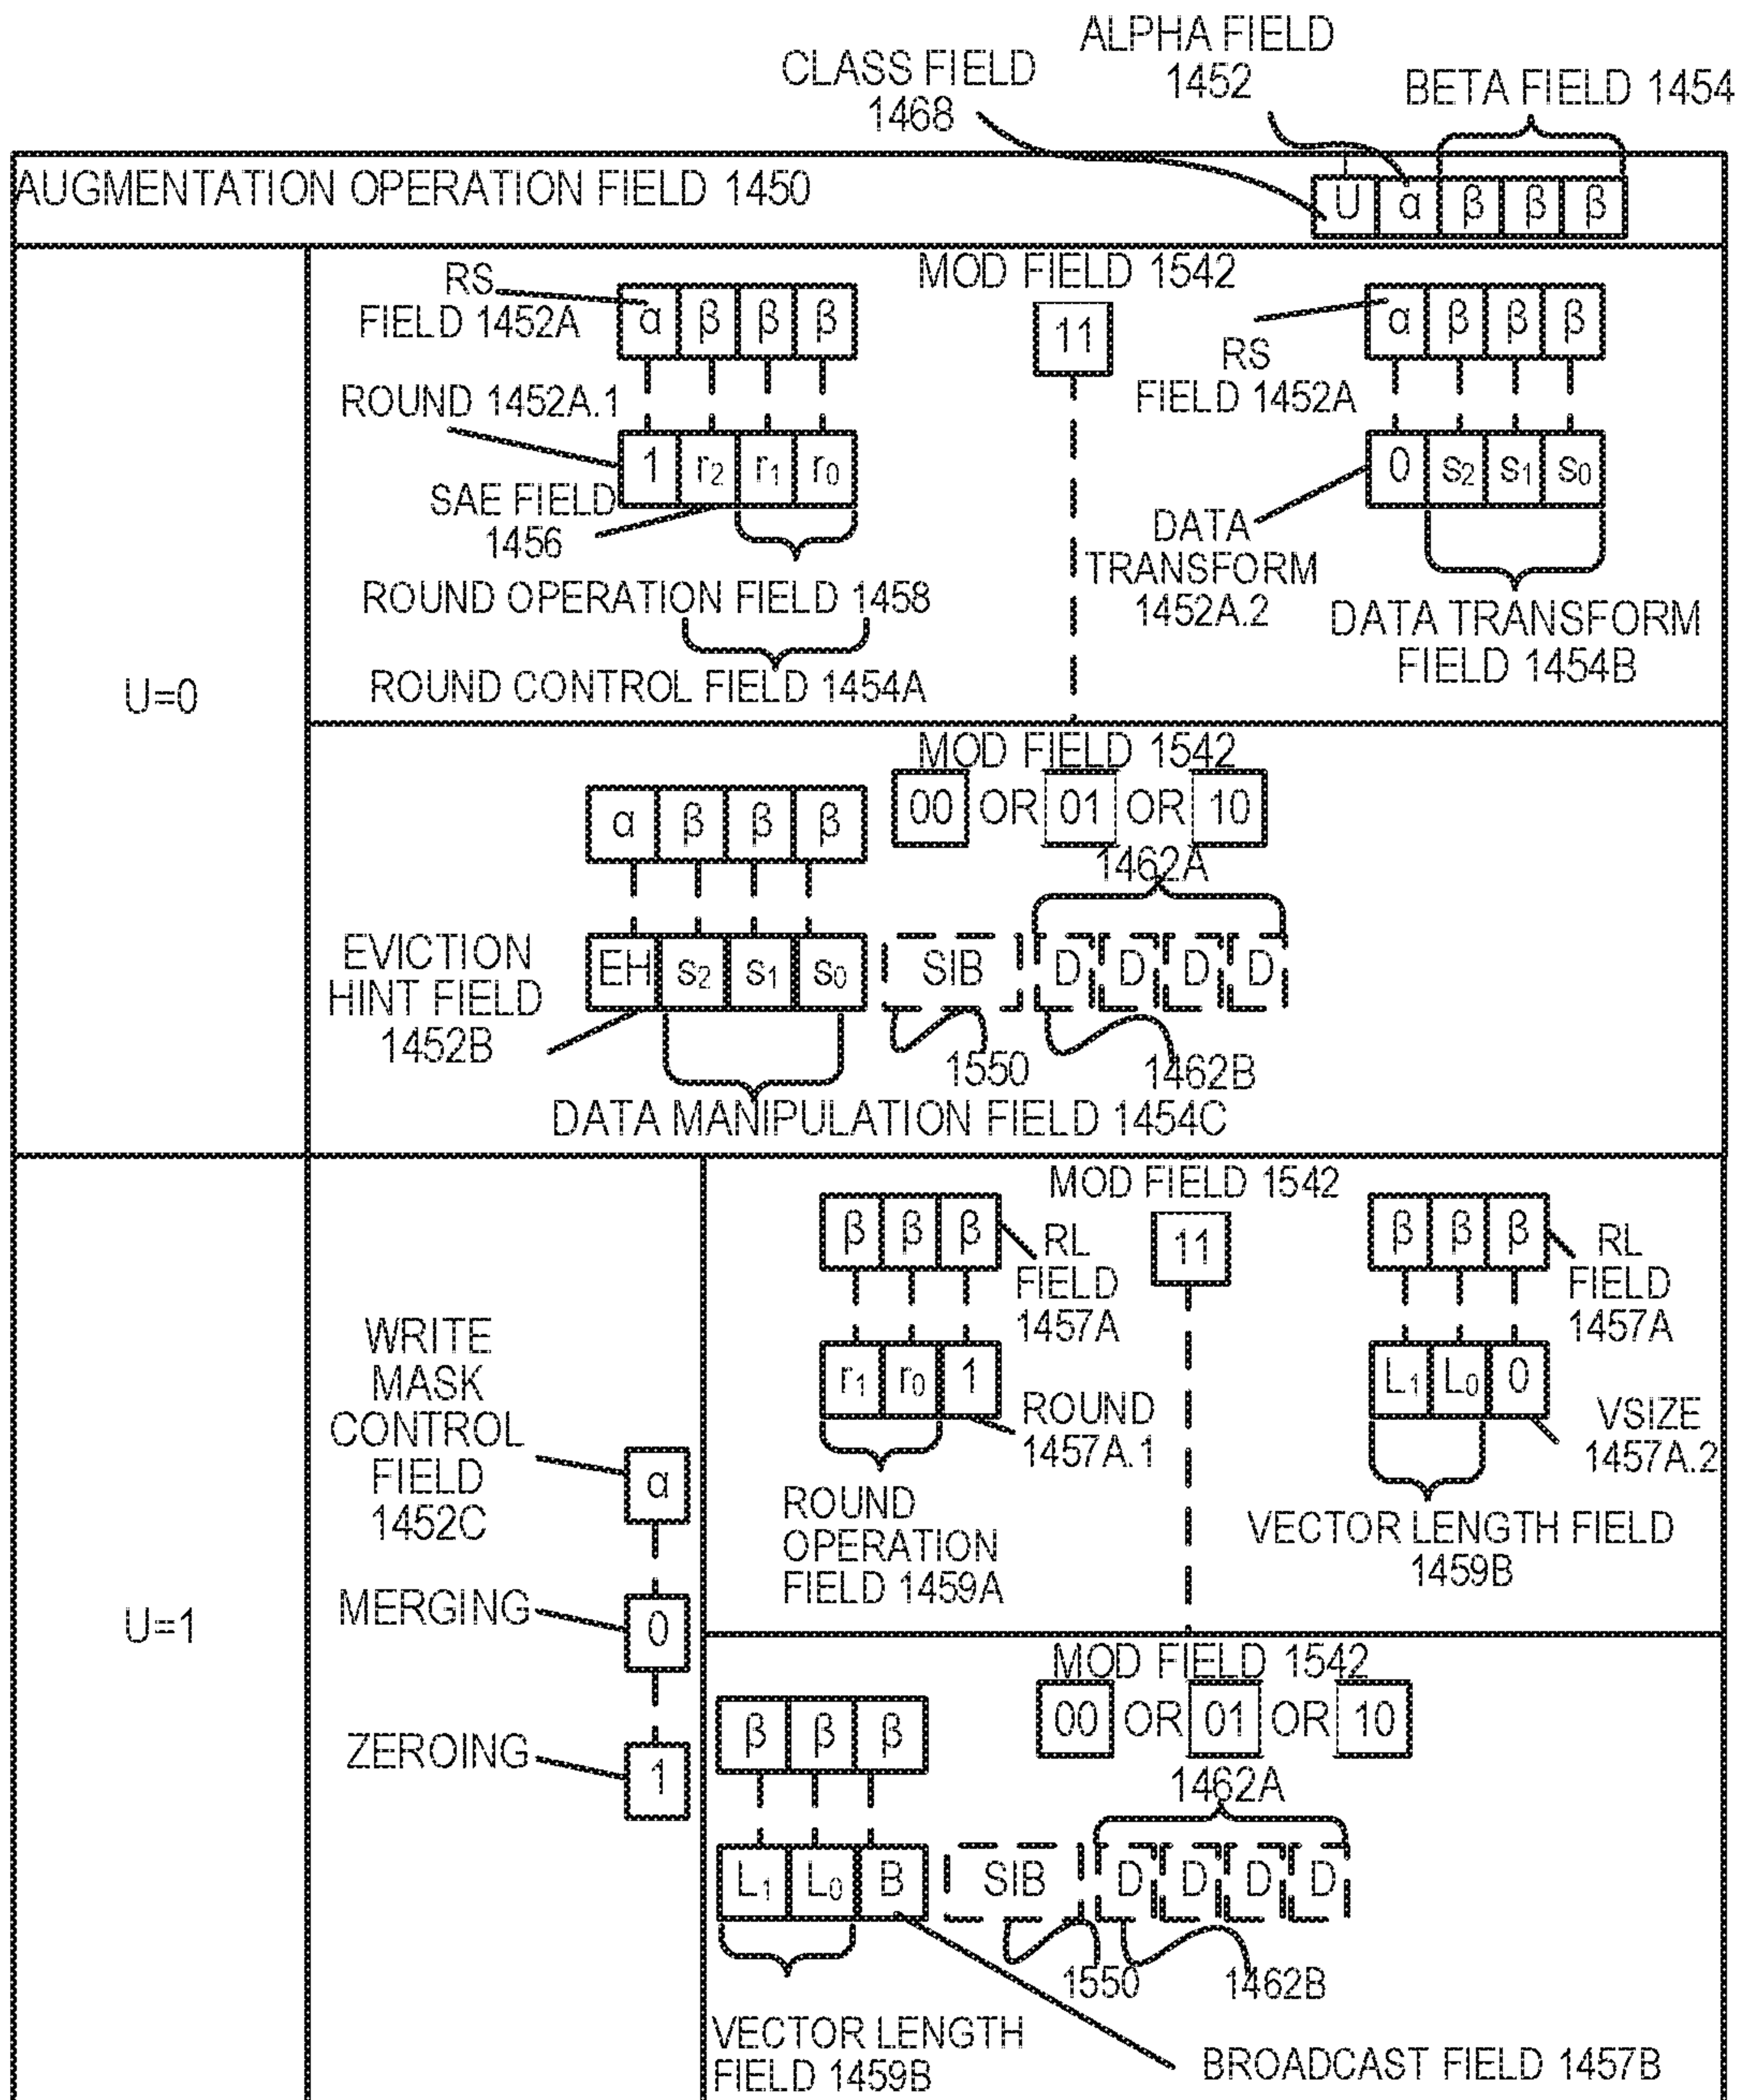 CLASS FIELD
1468
ALPHA FIELD
1452
BETA FIELD 1454
AUGMENTATION OPERATION FIELD 1450
U α β β β
U=0
MOD FIELD 1542
11
RS
FIELD 1452A
α β β β
ROUND 1452A.1
1 r2 r1 r0
SAE FIELD
1456
ROUND OPERATION FIELD 1458
ROUND CONTROL FIELD 1454A
α β β β
RS
FIELD 1452A
0 s2 s1 s0
DATA
TRANSFORM
1452A.2
DATA TRANSFORM
FIELD 1454B
MOD FIELD 1542
00 OR 01 OR 10
α β β β
1462A
EVICTION
HINT FIELD
1452B
EH s2 s1 s0 SIB D D D D
1550
1462B
DATA MANIPULATION FIELD 1454C
U=1
WRITE
MASK
CONTROL
FIELD
1452C
α
MERGING
0
ZEROING
1
MOD FIELD 1542
11
β β β
RL
FIELD
1457A
r1 r0 1
ROUND
1457A.1
ROUND
OPERATION
FIELD 1459A
β β β
RL
FIELD
1457A
L1 L0 0
VSIZE
1457A.2
VECTOR LENGTH FIELD
1459B
MOD FIELD 1542
00 OR 01 OR 10
β β β
1462A
L1 L0 B SIB D D D D
1550
1462B
VECTOR LENGTH
FIELD 1459B
BROADCAST FIELD 1457B